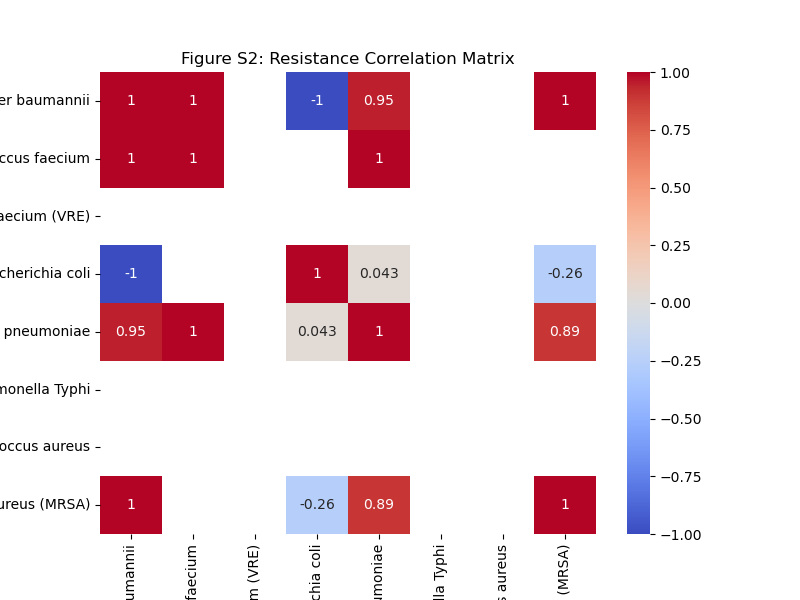 Figure S2: Resistance Correlation Matrix
er baumannii 1 1 -1 0.95 1
ccus faecium 1 1 1
aecium (VRE)
cherichia coli -1 1 0.043 -0.26
pneumoniae 0.95 1 0.043 1 0.89
monella Typhi
occus aureus
ureus (MRSA) 1 -0.26 0.89 1
umannii
faecium
m (VRE)
chia coli
umoniae
lla Typhi
s aureus
(MRSA)
1.00
0.75
0.50
0.25
0.00
−0.25
−0.50
−0.75
−1.00